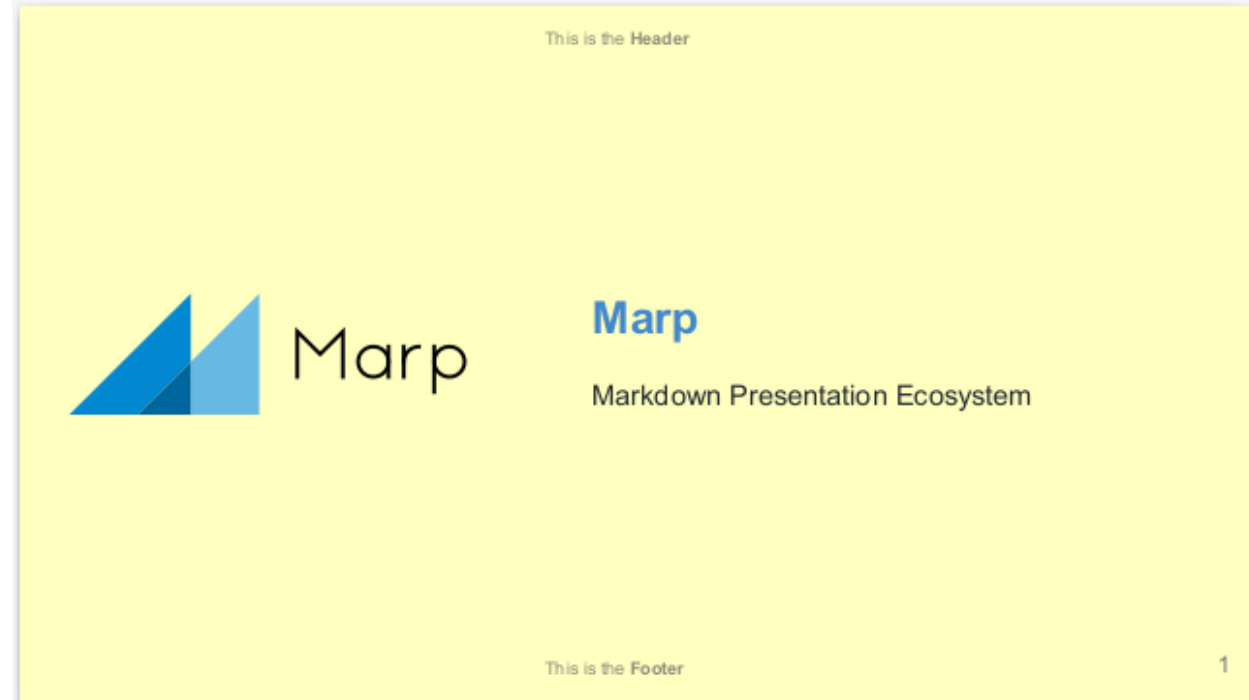 This is the Header
Marp
Marp
Markdown Presentation Ecosystem
This is the Footer
1